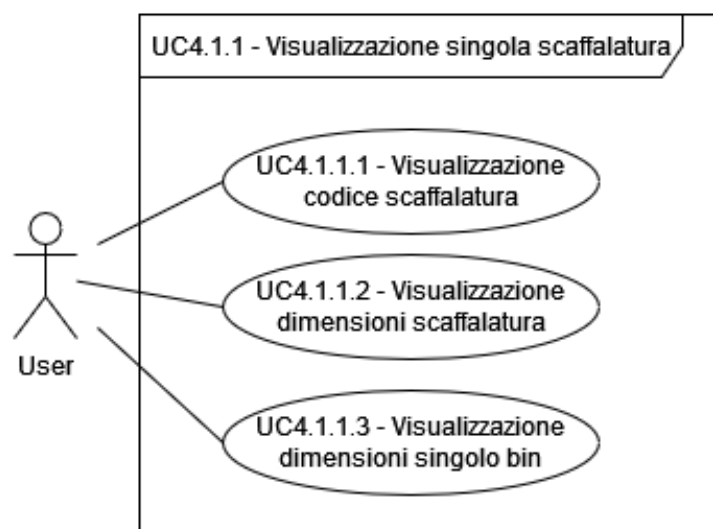 UC4.1.1 - Visualizzazione singola scaffalatura
UC4.1.1.1 - Visualizzazione
codice scaffalatura
UC4.1.1.2 - Visualizzazione
dimensioni scaffalatura
User
UC4.1.1.3 - Visualizzazione
dimensioni singolo bin